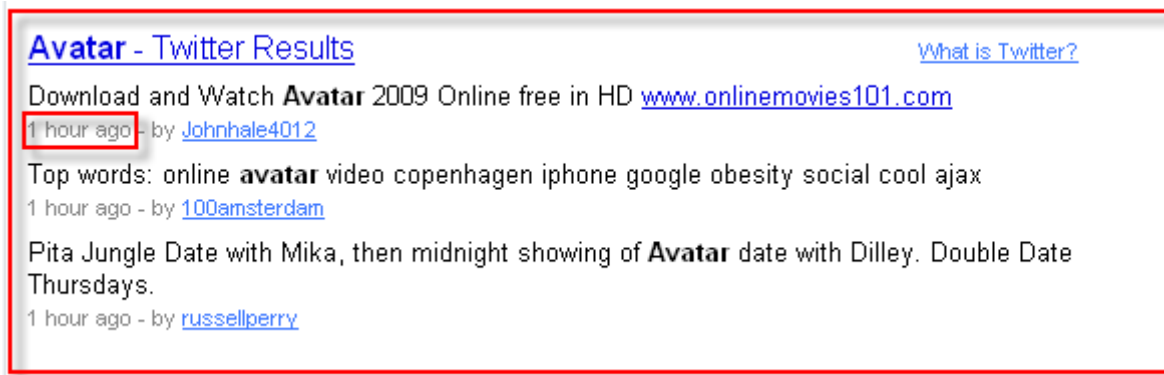 Avatar - Twitter Results What is Twitter?
Download and Watch Avatar 2009 Online free in HD www.onlinemovies101.com
1 hour ago - by Johnhale4012
Top words: online avatar video copenhagen iphone google obesity social cool ajax
1 hour ago - by 100amsterdam
Pita Jungle Date with Mika, then midnight showing of Avatar date with Dilley. Double Date
Thursdays.
1 hour ago - by russellperry